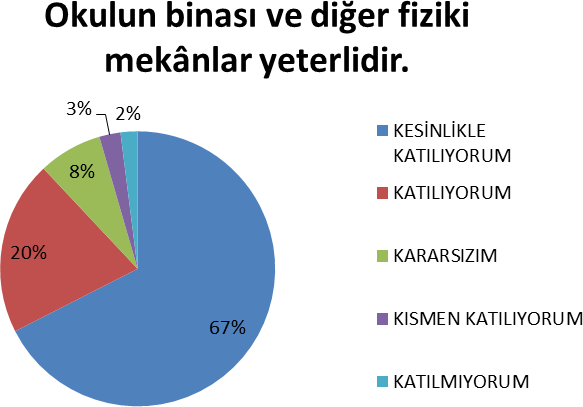 Okulun binası ve diğer fiziki
mekânlar yeterlidir.
3%
2%
8%
20%
67%
KESİNLİKLE
KATILIYORUM
KATILIYORUM
KARARSIZIM
KISMEN KATILIYORUM
KATILMIYORUM